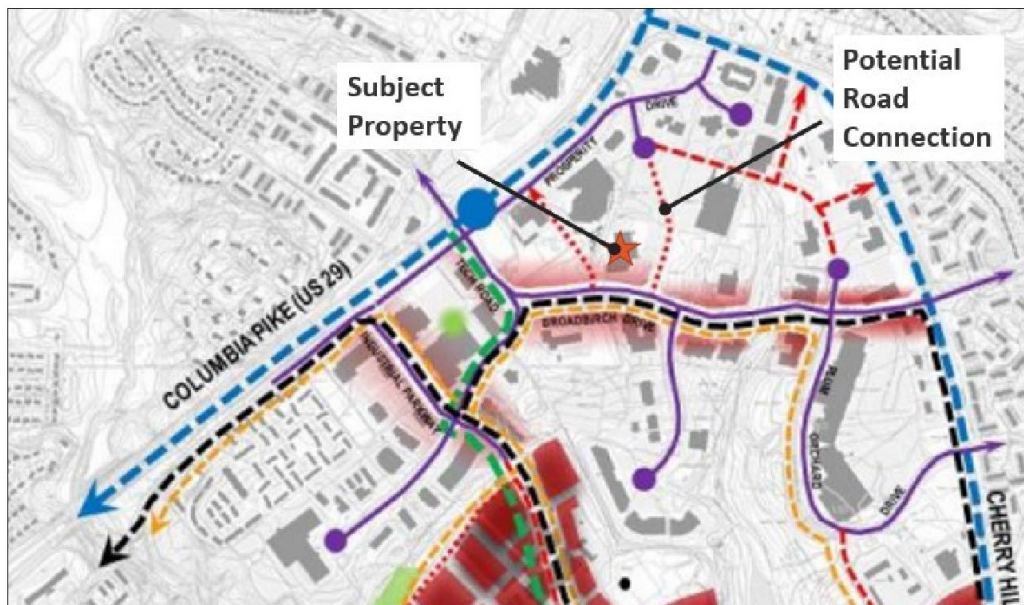 Subject
Property
Potential
Road
Connection
DRIVE
PROSPERITY
COLUMBIA PIKE (US 29)
TECH ROAD
BROADBIRCH DRIVE
INDUSTRIAL PARKWAY
PLUM
ORCHARD
DRIVE
CHERRY HIL